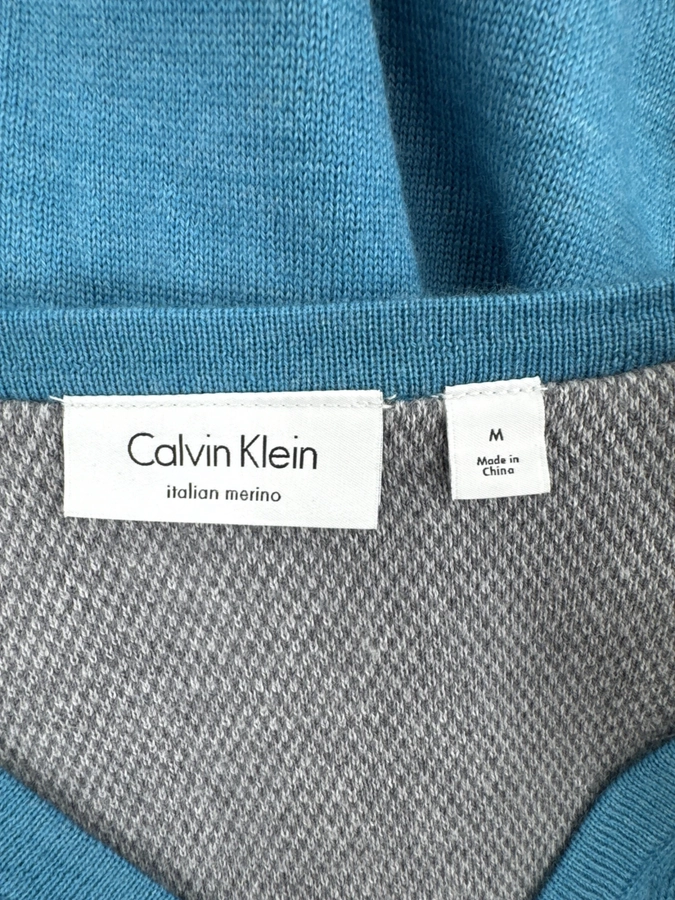 Calvin Klein
italian merino
M
Made in
China